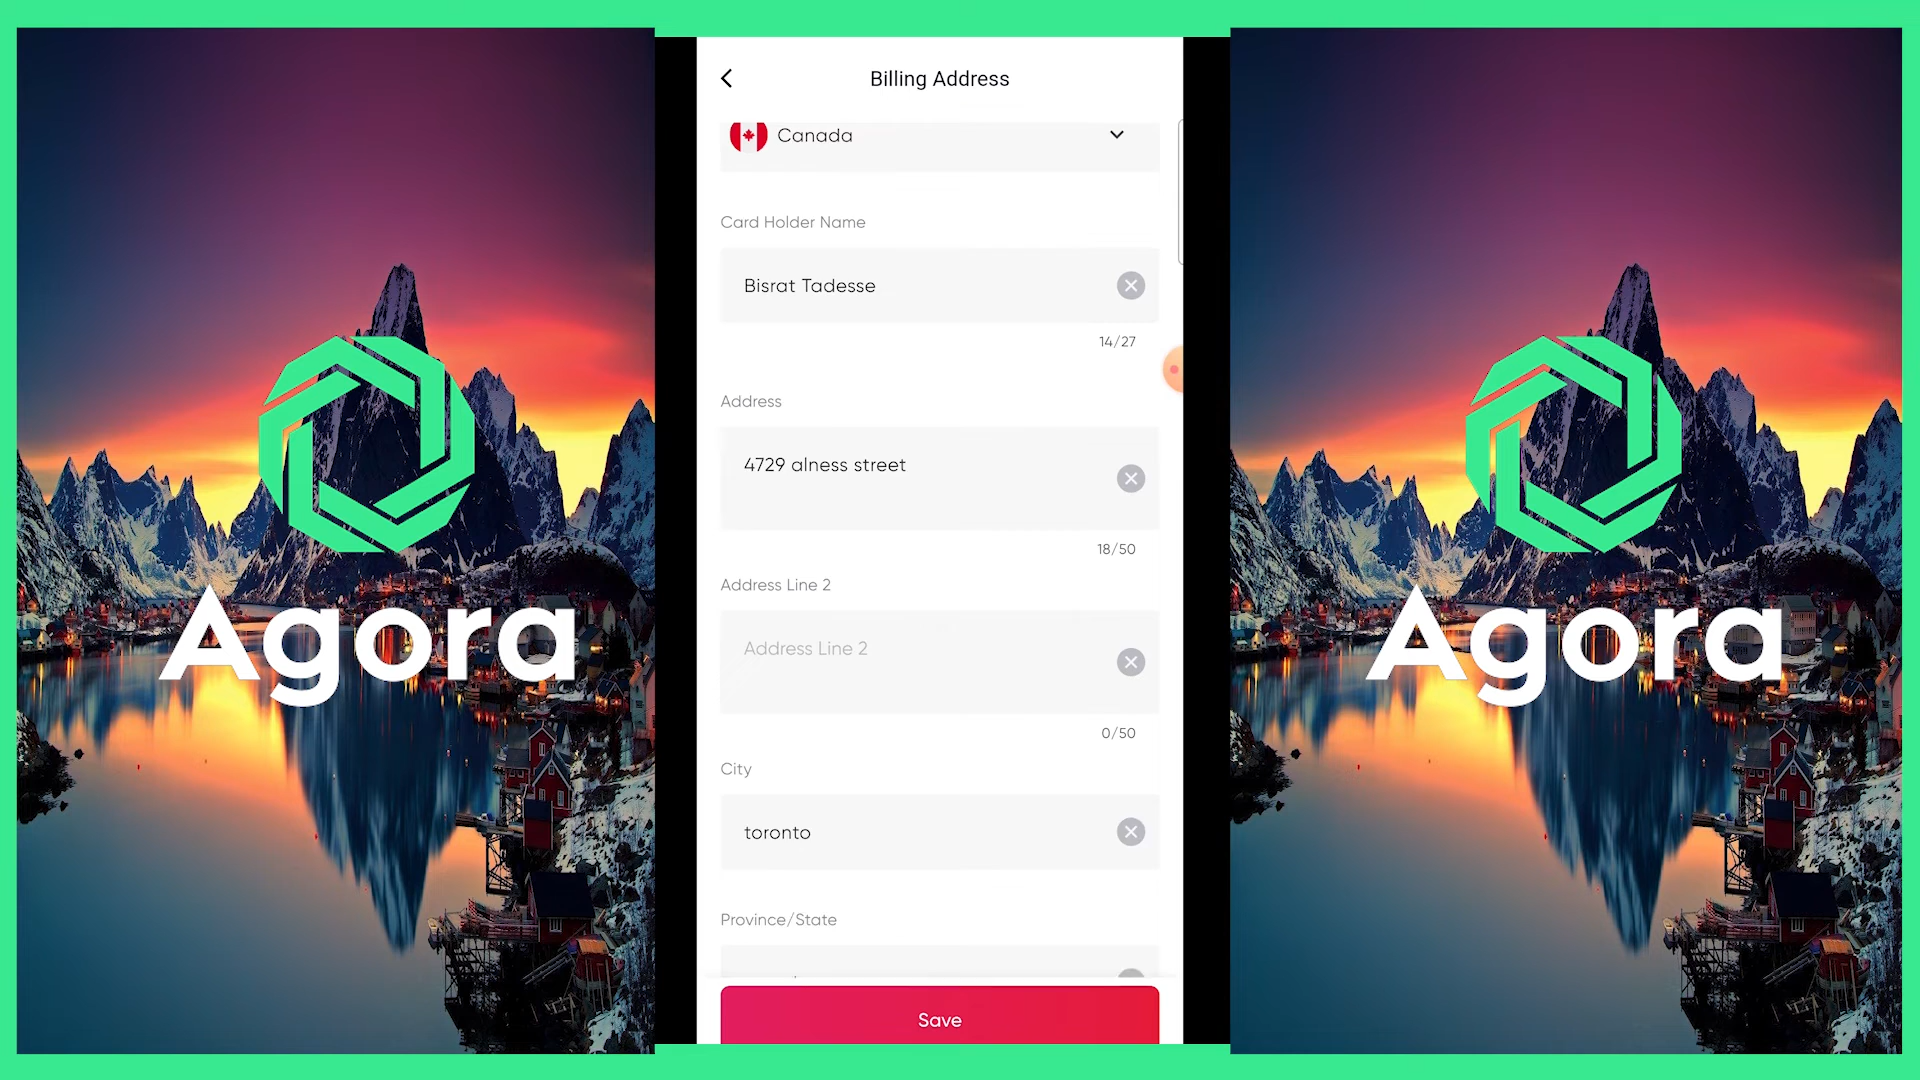 Agora
Billing Address
Canada
Card Holder Name
Bisrat Tadesse
14/27
Address
4729 alness street
18/50
Address Line 2
Address Line 2
0/50
City
toronto
Province/State
Save
Agora